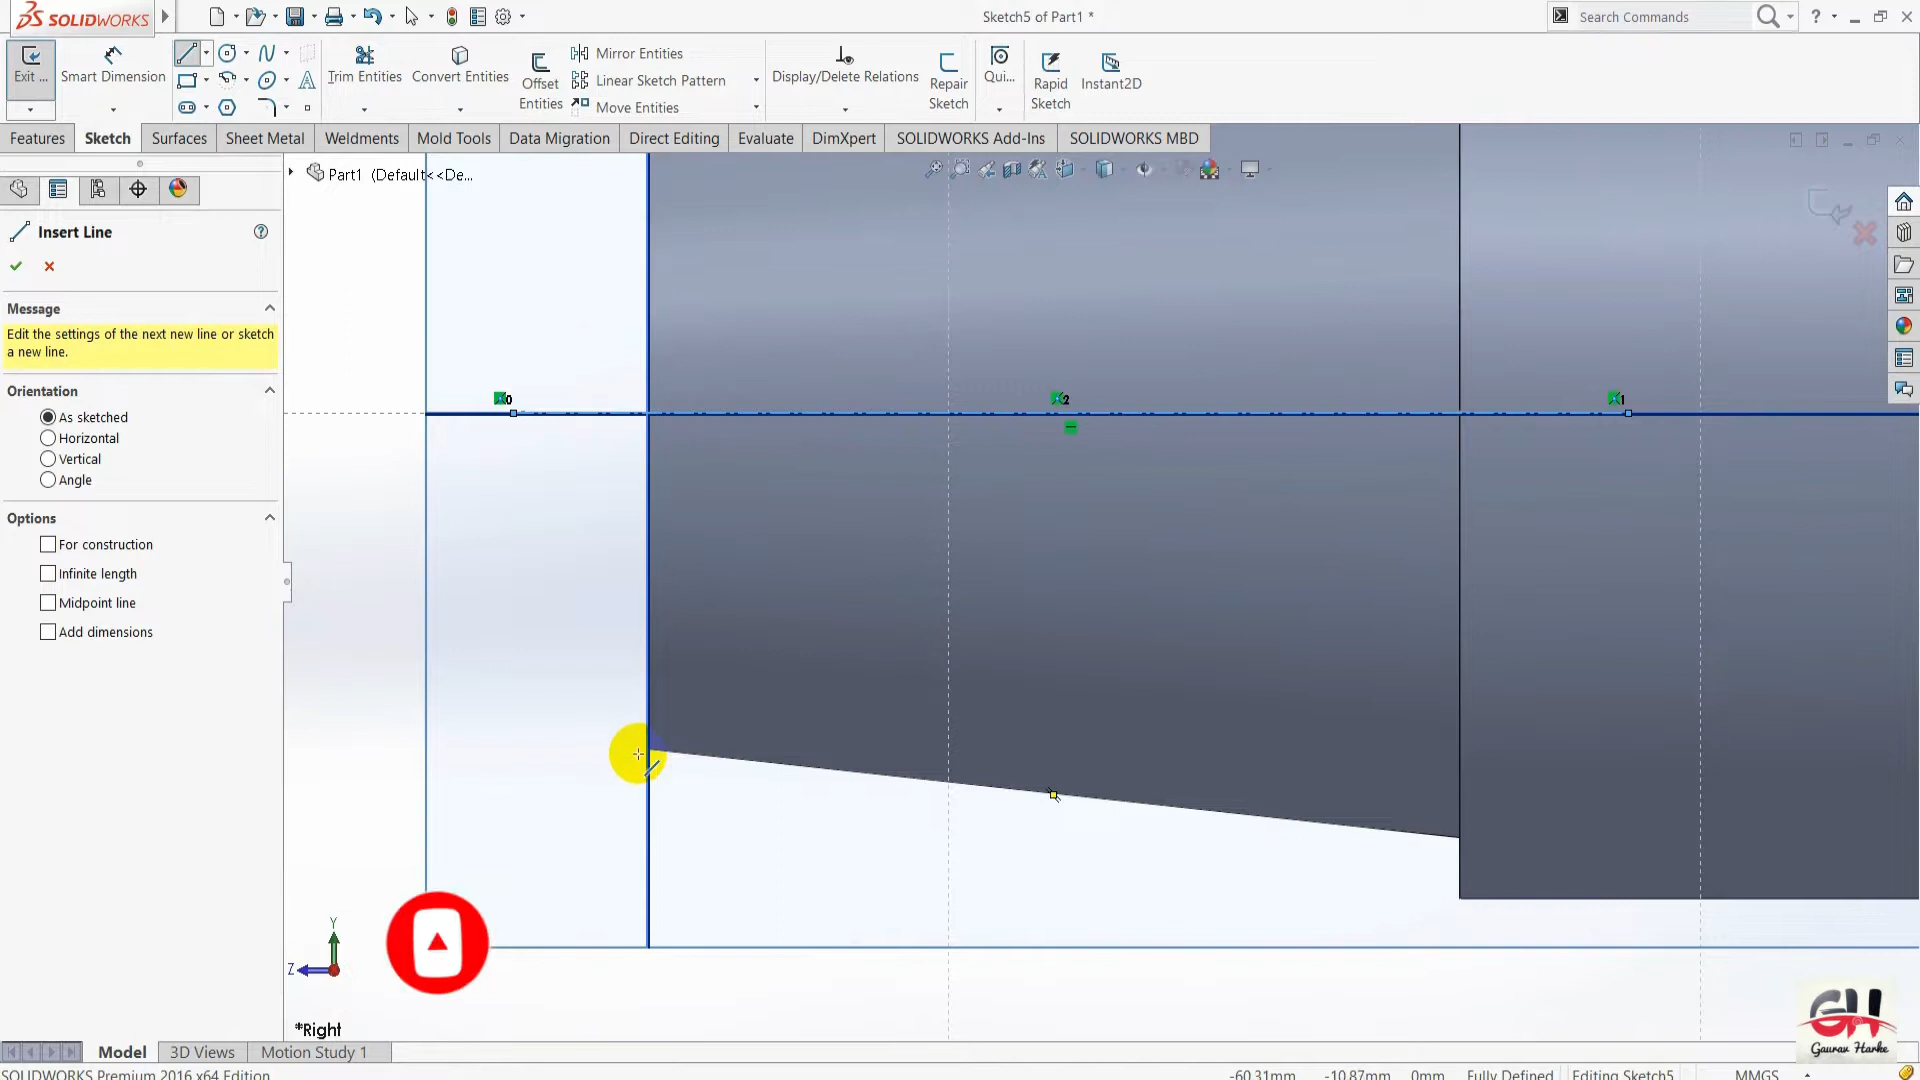 SOLIDWORKS
Sketch5 of Part1 *
Search Commands
?
Exit ...
Smart Dimension
Trim Entities
Convert Entities
Offset Entities
Mirror Entities
Linear Sketch Pattern
Move Entities
Display/Delete Relations
Repair Sketch
Qui...
Rapid Sketch
Instant2D
Features
Sketch
Surfaces
Sheet Metal
Weldments
Mold Tools
Data Migration
Direct Editing
Evaluate
DimXpert
SOLIDWORKS Add-Ins
SOLIDWORKS MBD
Part1 (Default<<De...
Insert Line
?
Message
Edit the settings of the next new line or sketch
a new line.
Orientation
As sketched
Horizontal
Vertical
Angle
Options
For construction
Infinite length
Midpoint line
Add dimensions
0
2
1
Y
Z
*Right
GH
Gaurav Harke
Model
3D Views
Motion Study 1
SOLIDWORKS Premium 2016 x64 Edition
-60.31mm
-10.87mm
0mm
Fully Defined
Editing Sketch5
MMGS